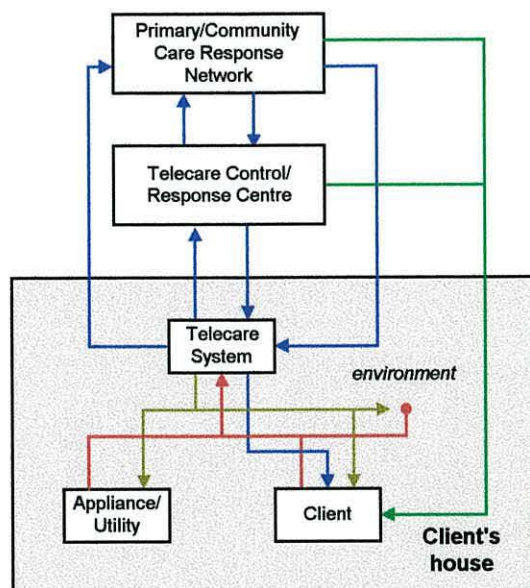 Primary/Community
Care Response
Network
Telecare Control/
Response Centre
Telecare
System
environment
Appliance/
Utility
Client
Client's
house